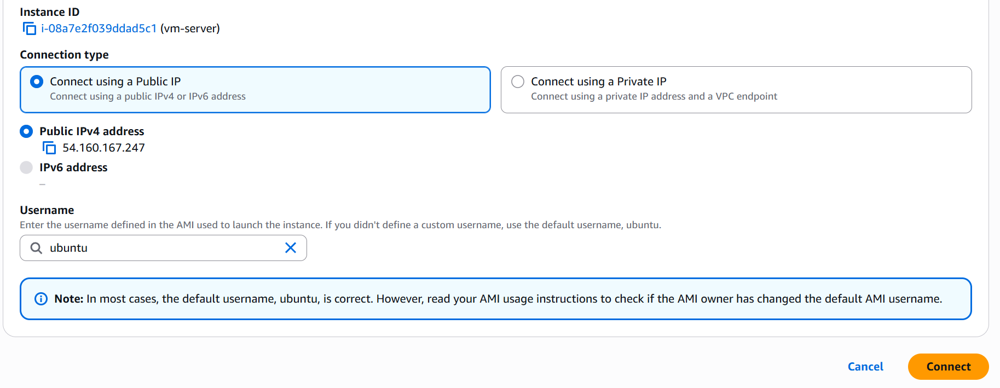 Instance ID
i-08a7e2f039ddad5c1 (vm-server)
Connection type
Connect using a Public IP
Connect using a public IPv4 or IPv6 address
Connect using a Private IP
Connect using a private IP address and a VPC endpoint
Public IPv4 address
54.160.167.247
IPv6 address
–
Username
Enter the username defined in the AMI used to launch the instance. If you didn't define a custom username, use the default username, ubuntu.
ubuntu
Note: In most cases, the default username, ubuntu, is correct. However, read your AMI usage instructions to check if the AMI owner has changed the default AMI username.
Cancel
Connect